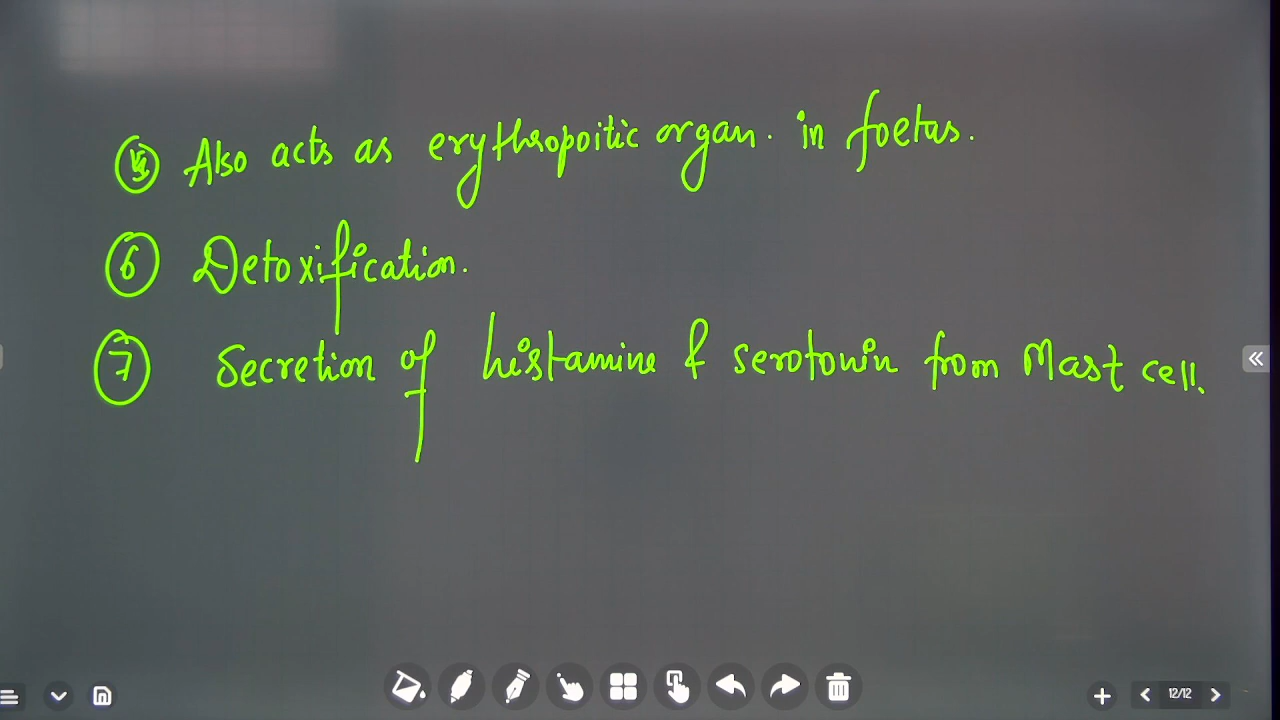 ⑤ Also acts as erythropoitic organ. in foetus.
⑥ Detoxification.
⑦ Secretion of histamine & serotonin from Mast cell.
12/12